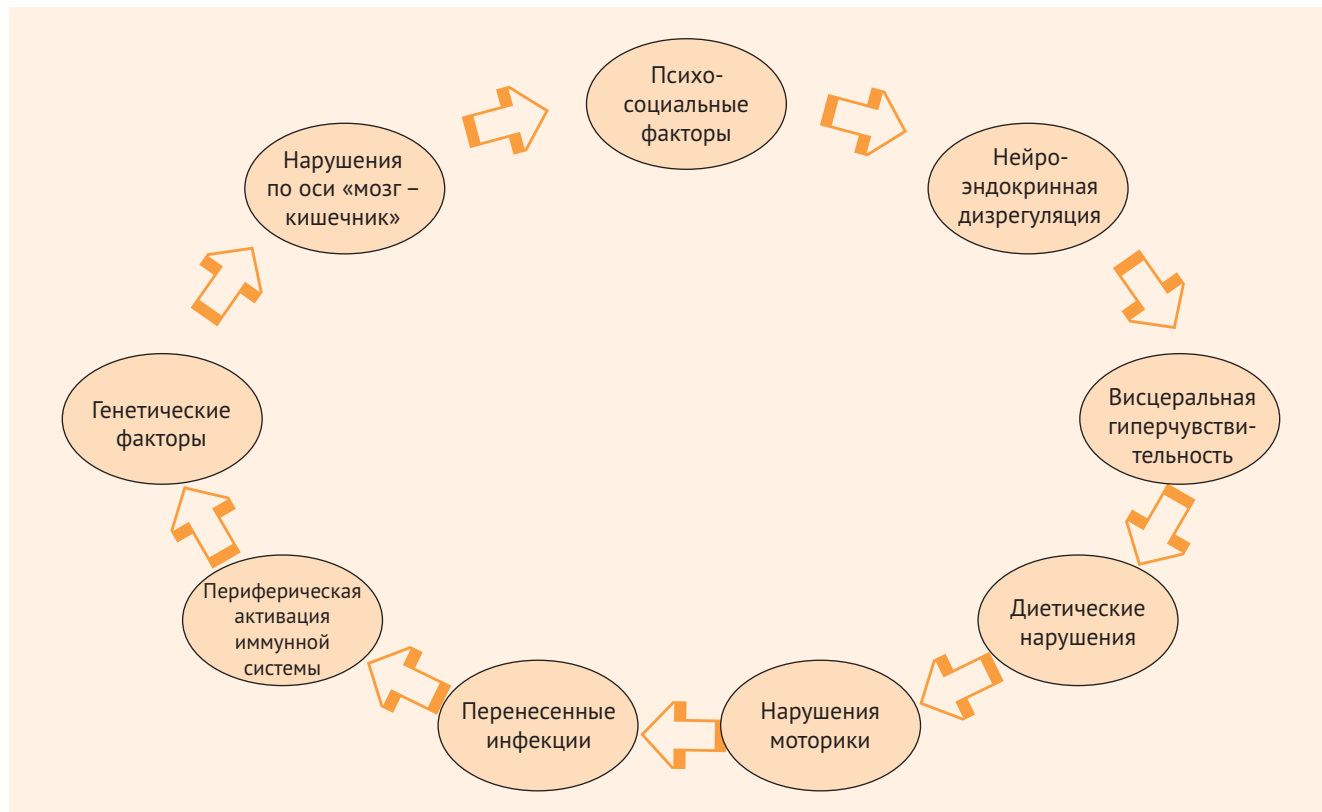 Психо-
социальные
факторы
Нейро-
эндокринная
дизрегуляция
Висцеральная
гиперчувстви-
тельность
Диетические
нарушения
Нарушения
моторики
Перенесенные
инфекции
Периферическая
активация
иммунной
системы
Генетические
факторы
Нарушения
по оси «мозг –
кишечник»